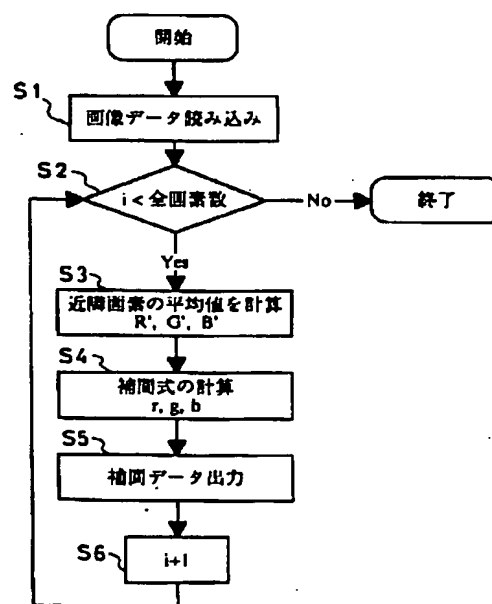 開始
S1
画像データ読み込み
S2
i < 全画素数
No
終了
Yes
S3
近隣画素の平均値を計算
R', G', B'
S4
補間式の計算
r, g, b
S5
補間データ出力
S6
i+1